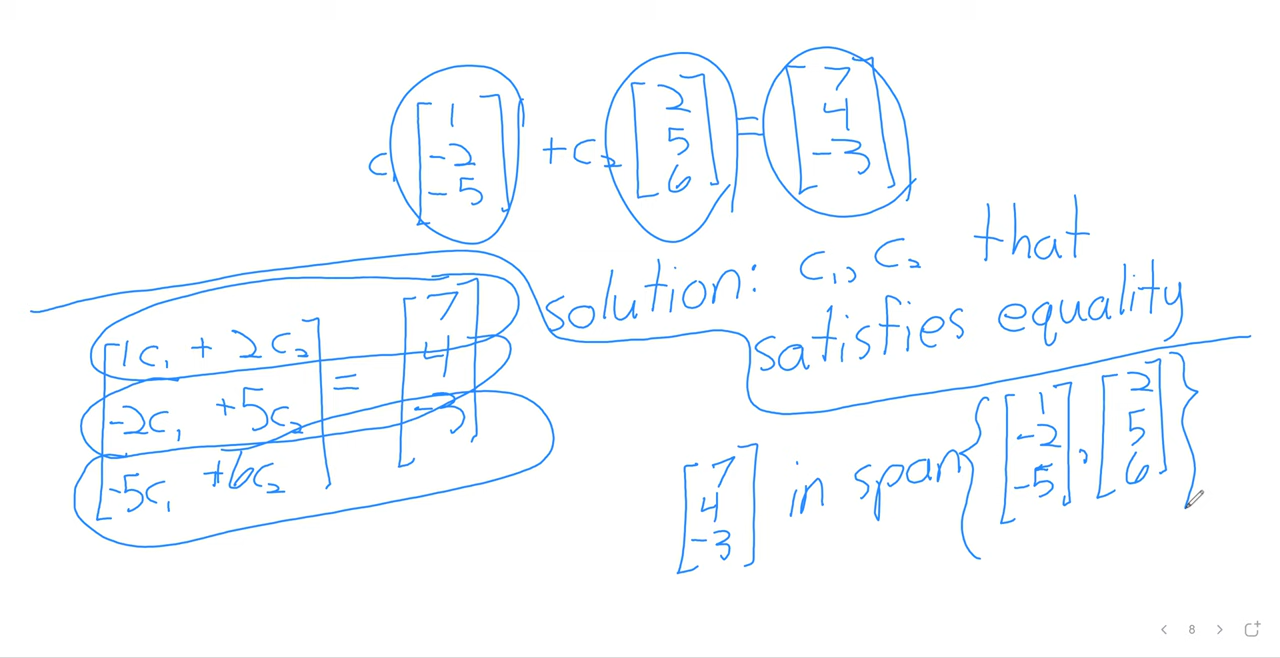 c₁ [1 -2 -5] + c₂ [2 5 6] = [7 4 -3]
solution: c₁, c₂ that
satisfies equality
[1c₁ + 2c₂
-2c₁ +5c₂
-5c₁ +6c₂] = [7 4 -3]
[7 4 -3] in span {[1 -2 -5], [2 5 6]}
8